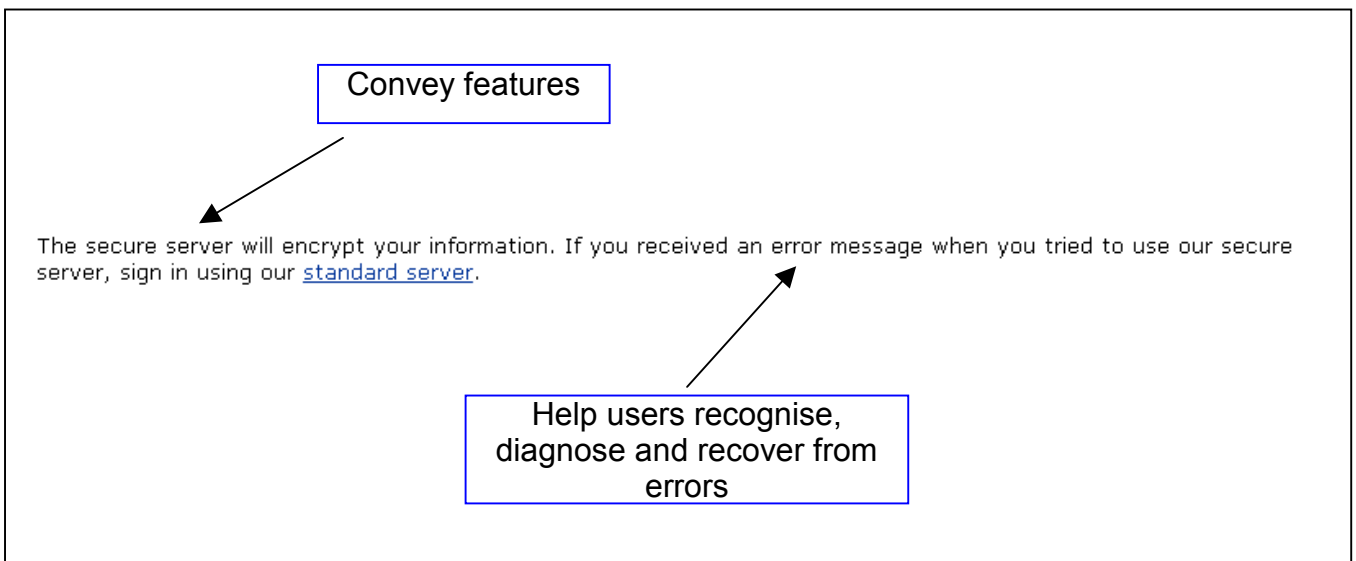 Convey features
The secure server will encrypt your information. If you received an error message when you tried to use our secure
server, sign in using our standard server.
Help users recognise,
diagnose and recover from
errors